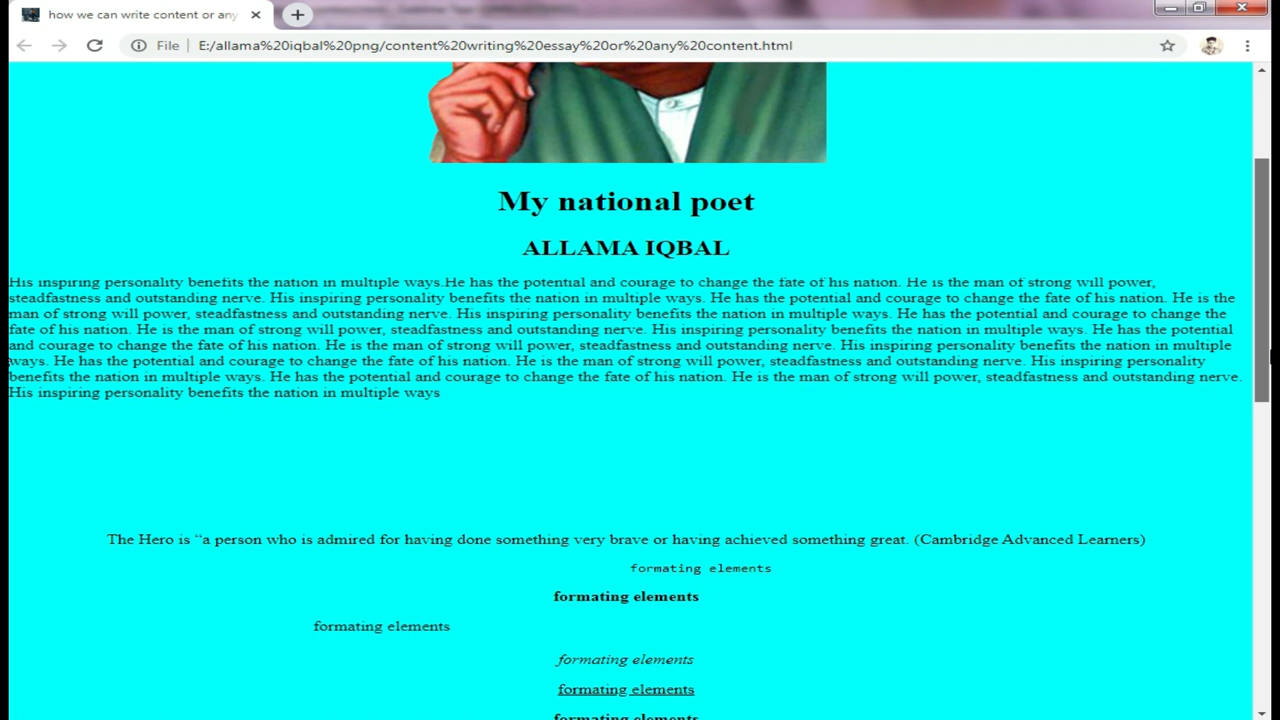 how we can write content or any
File
E:/allama%20iqbal%20png/content%20writing%20essay%20or%20any%20content.html
My national poet
ALLAMA IQBAL
His inspiring personality benefits the nation in multiple ways.He has the potential and courage to change the fate of his nation. He is the man of strong will power,
steadfastness and outstanding nerve. His inspiring personality benefits the nation in multiple ways. He has the potential and courage to change the fate of his nation. He is the
man of strong will power, steadfastness and outstanding nerve. His inspiring personality benefits the nation in multiple ways. He has the potential and courage to change the
fate of his nation. He is the man of strong will power, steadfastness and outstanding nerve. His inspiring personality benefits the nation in multiple ways. He has the potential
and courage to change the fate of his nation. He is the man of strong will power, steadfastness and outstanding nerve. His inspiring personality benefits the nation in multiple
ways. He has the potential and courage to change the fate of his nation. He is the man of strong will power, steadfastness and outstanding nerve. His inspiring personality
benefits the nation in multiple ways. He has the potential and courage to change the fate of his nation. He is the man of strong will power, steadfastness and outstanding nerve.
His inspiring personality benefits the nation in multiple ways
The Hero is “a person who is admired for having done something very brave or having achieved something great. (Cambridge Advanced Learners)
formating elements
formating elements
formating elements
formating elements
formating elements
formating elements